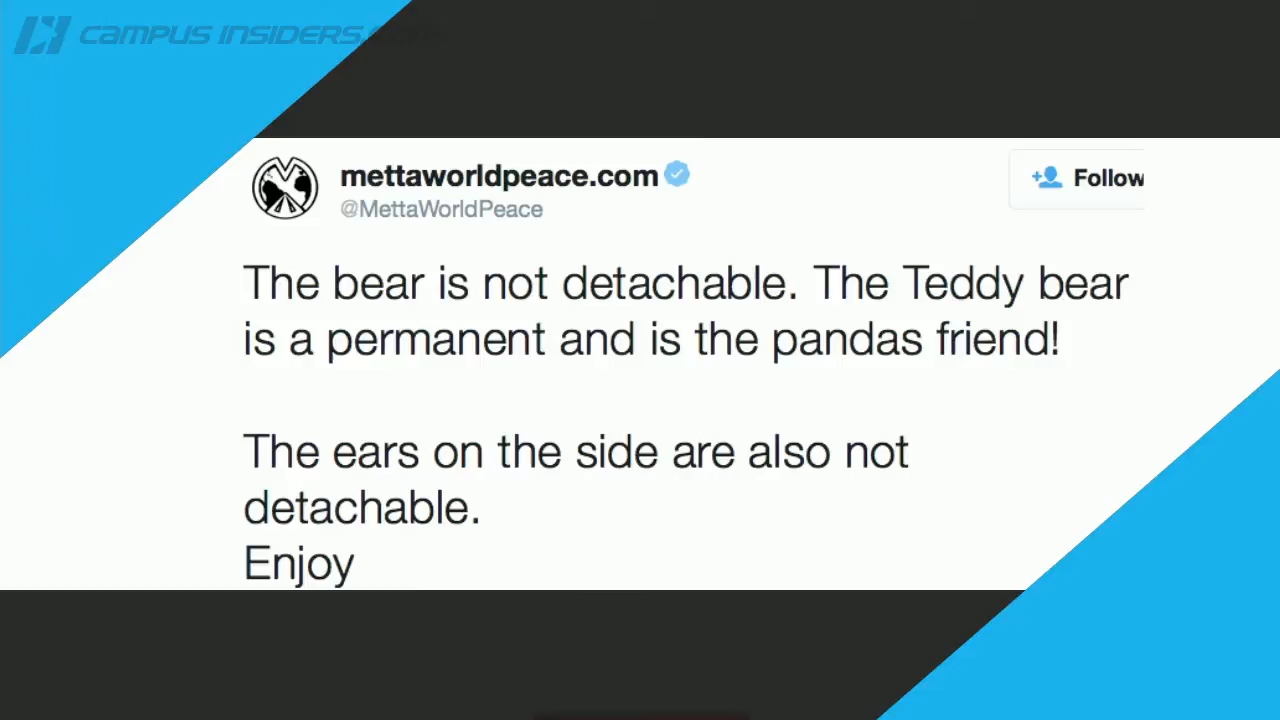 CAMPUS INSIDERS.COM
mettaworldpeace.com
@MettaWorldPeace
Follow
The bear is not detachable. The Teddy bear
is a permanent and is the pandas friend!
The ears on the side are also not
detachable.
Enjoy